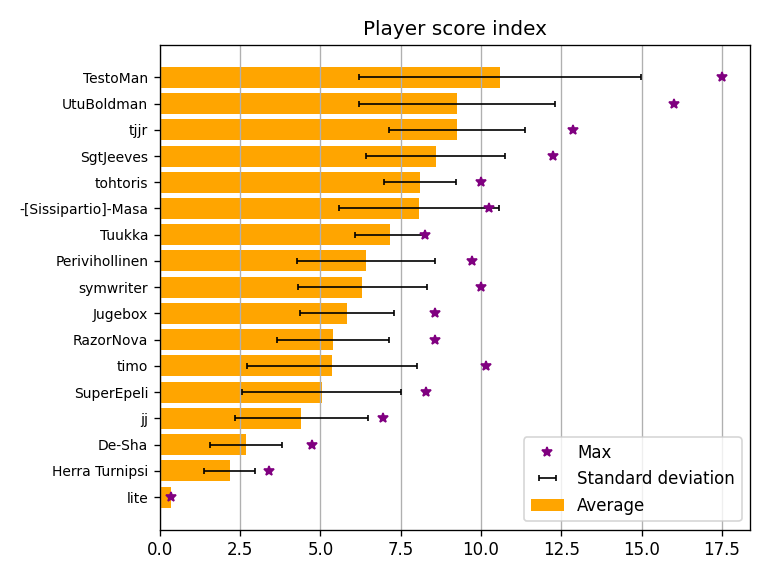 Player score index
TestoMan
UtuBoldman
tjjr
SgtJeeves
tohtoris
-[Sissipartio]-Masa
Tuukka
Perivihollinen
symwriter
Jugebox
RazorNova
timo
SuperEpeli
jj
De-Sha
Herra Turnipsi
lite
Max
Standard deviation
Average
0.0 2.5 5.0 7.5 10.0 12.5 15.0 17.5